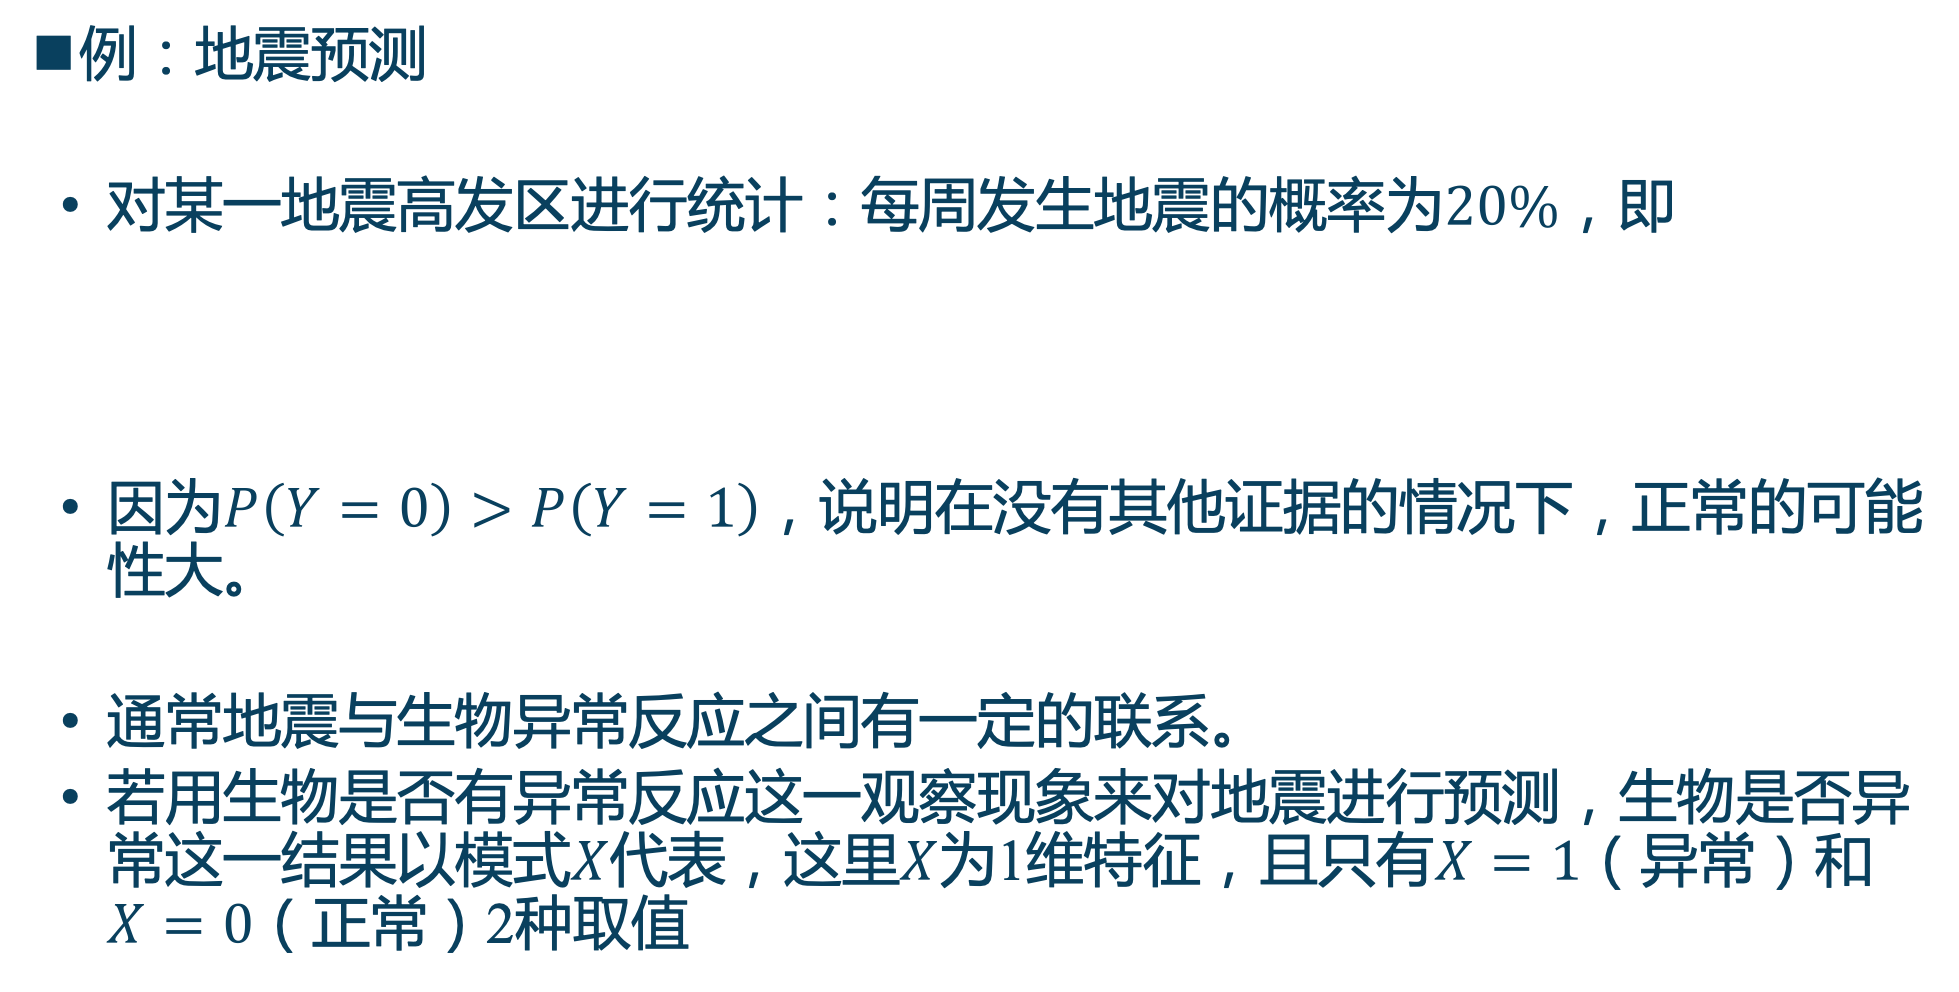 ■例：地震预测
• 对某一地震高发区进行统计：每周发生地震的概率为20%，即
• 因为P(Y = 0) > P(Y = 1)，说明在没有其他证据的情况下，正常的可能
性大。
• 通常地震与生物异常反应之间有一定的联系。
• 若用生物是否有异常反应这一观察现象来对地震进行预测，生物是否异
常这一结果以模式X代表，这里X为1维特征，且只有X = 1（异常）和
X = 0（正常）2种取值